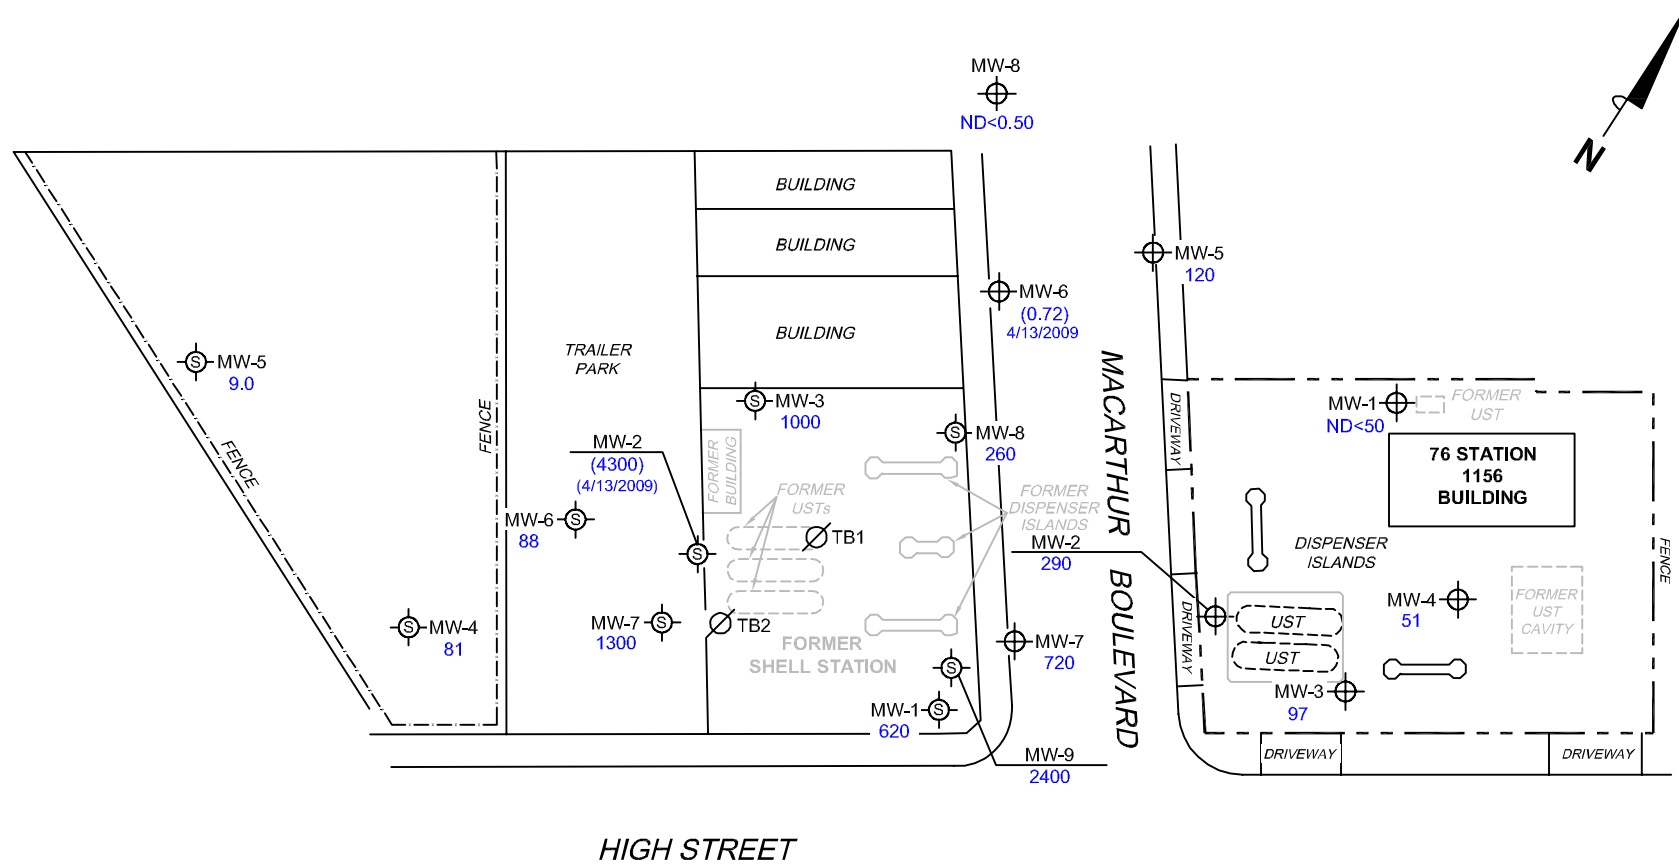 MW-8
ND<0.50
N
BUILDING
BUILDING
BUILDING
MW-5
120
MW-6
(0.72)
4/13/2009
TRAILER
PARK
MW-5
9.0
FENCE
FENCE
MW-3
1000
MW-8
260
MW-2
(4300)
(4/13/2009)
FORMER
BUILDING
FORMER
USTs
FORMER
DISPENSER
ISLANDS
MW-6
88
TB1
MW-2
290
MW-4
81
MW-7
1300
TB2
FORMER
SHELL STATION
MW-7
720
MW-1
620
MW-9
2400
MACARTHUR BOULEVARD
DRIVEWAY
DRIVEWAY
MW-1
ND<50
FORMER
UST
76 STATION
1156
BUILDING
DISPENSER
ISLANDS
FENCE
UST
UST
MW-4
51
FORMER
UST
CAVITY
MW-3
97
DRIVEWAY
DRIVEWAY
HIGH STREET
S
S
S
S
S
S
S
S
S